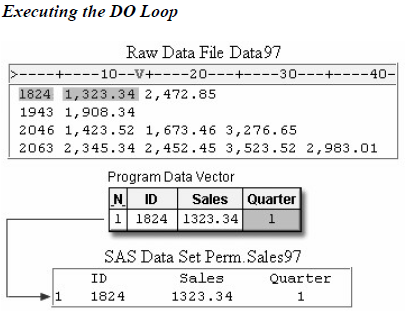 Executing the DO Loop
Raw Data File Data97
>----+----10--V+----20---+----30---+----40-
1824 1,323.34 2,472.85
1943 1,908.34
2046 1,423.52 1,673.46 3,276.65
2063 2,345.34 2,452.45 3,523.52 2,983.01
Program Data Vector
_N_ ID Sales Quarter
1 1824 1323.34 1
SAS Data Set Perm.Sales97
ID Sales Quarter
1 1824 1323.34 1